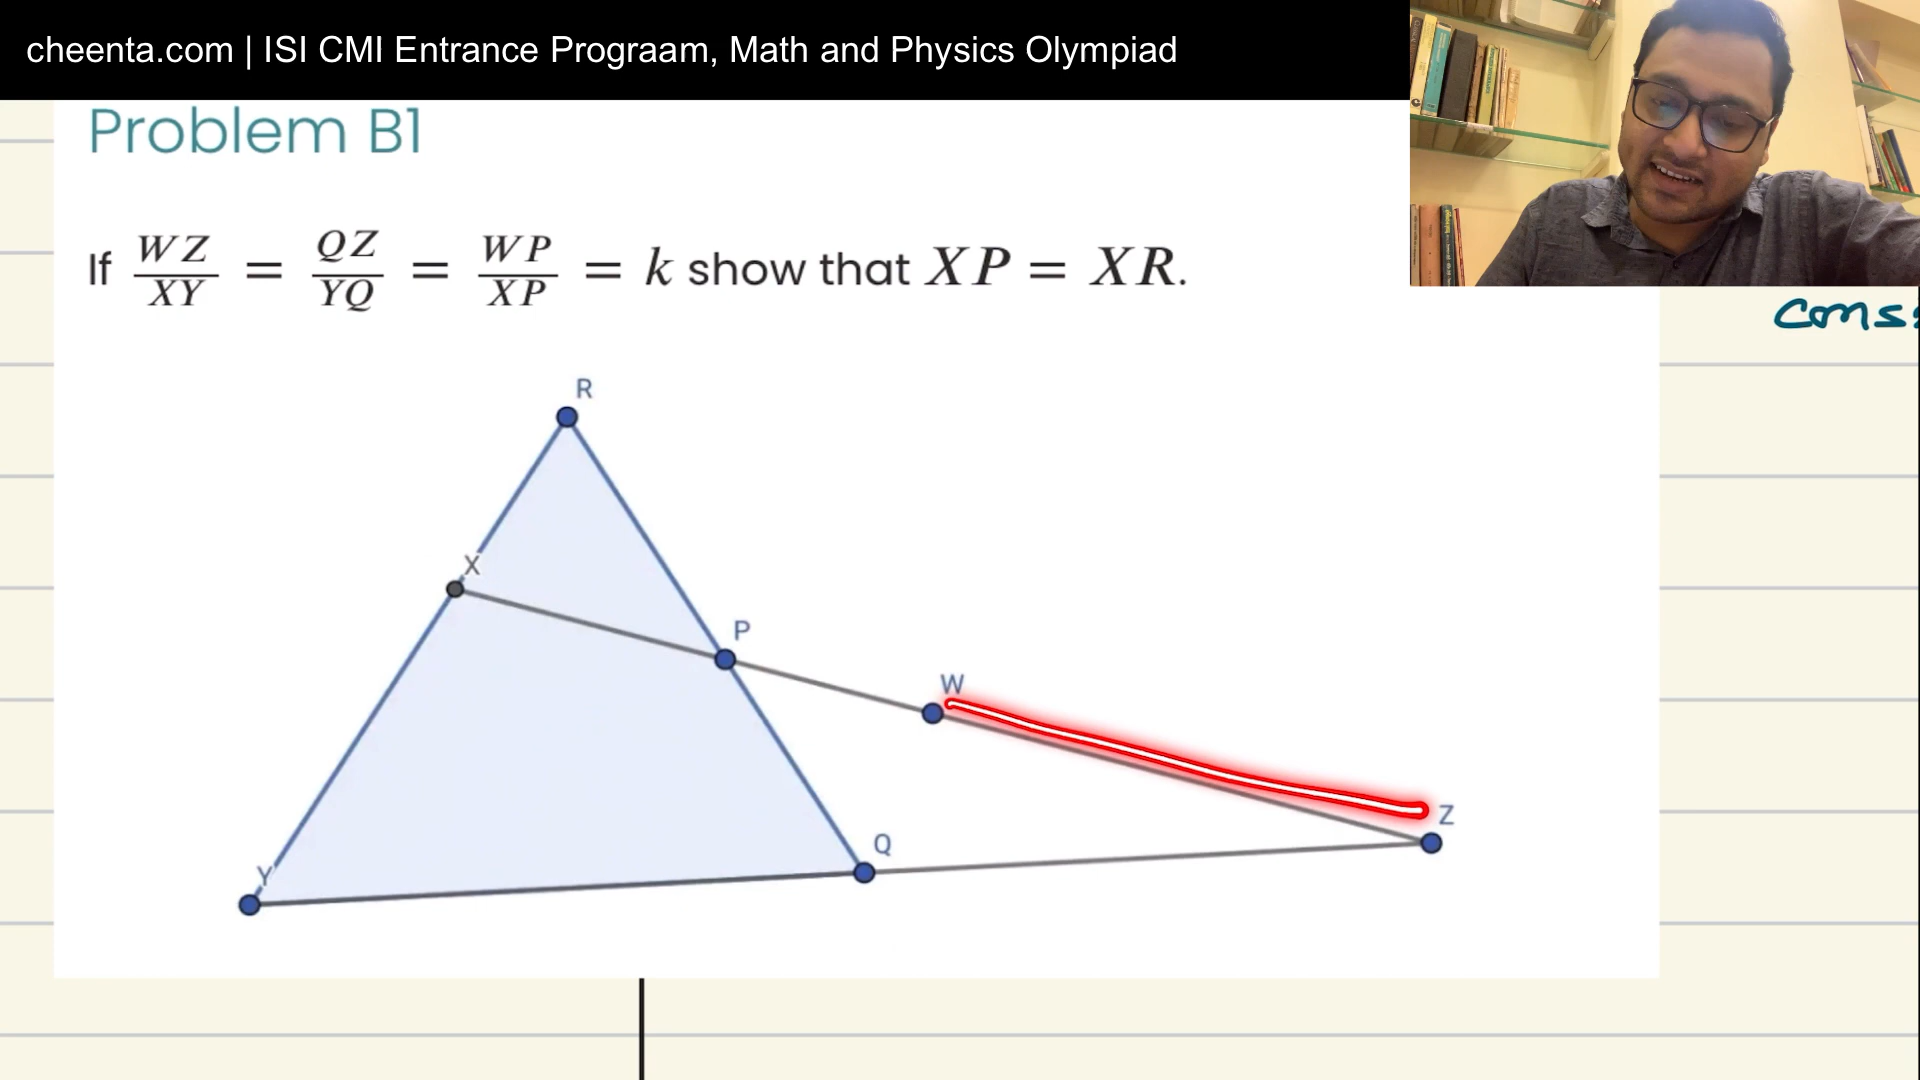 cheenta.com | ISI CMI Entrance Prograam, Math and Physics Olympiad
Problem B1
If WZ/XY = QZ/YQ = WP/XP = k show that XP = XR.
cons
R
X
P
W
Z
Q
Y